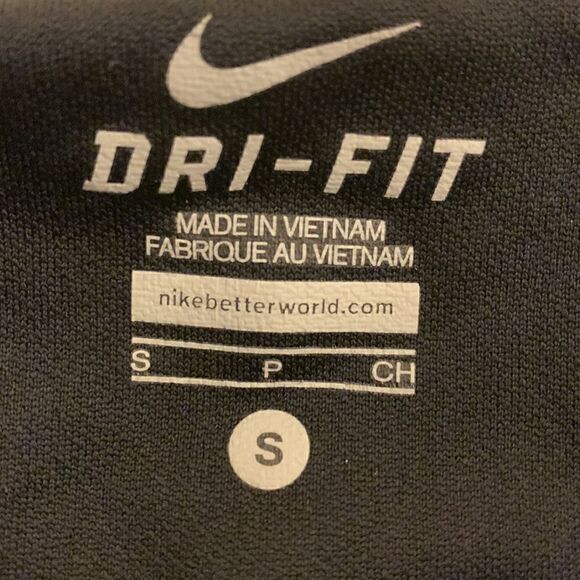 DRI-FIT
MADE IN VIETNAM
FABRIQUE AU VIETNAM
nikebetterworld.com
S P CH
S